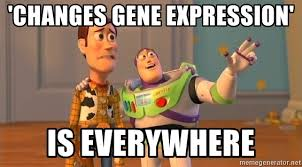 'CHANGES GENE EXPRESSION'
IS EVERYWHERE
memegenerator.net